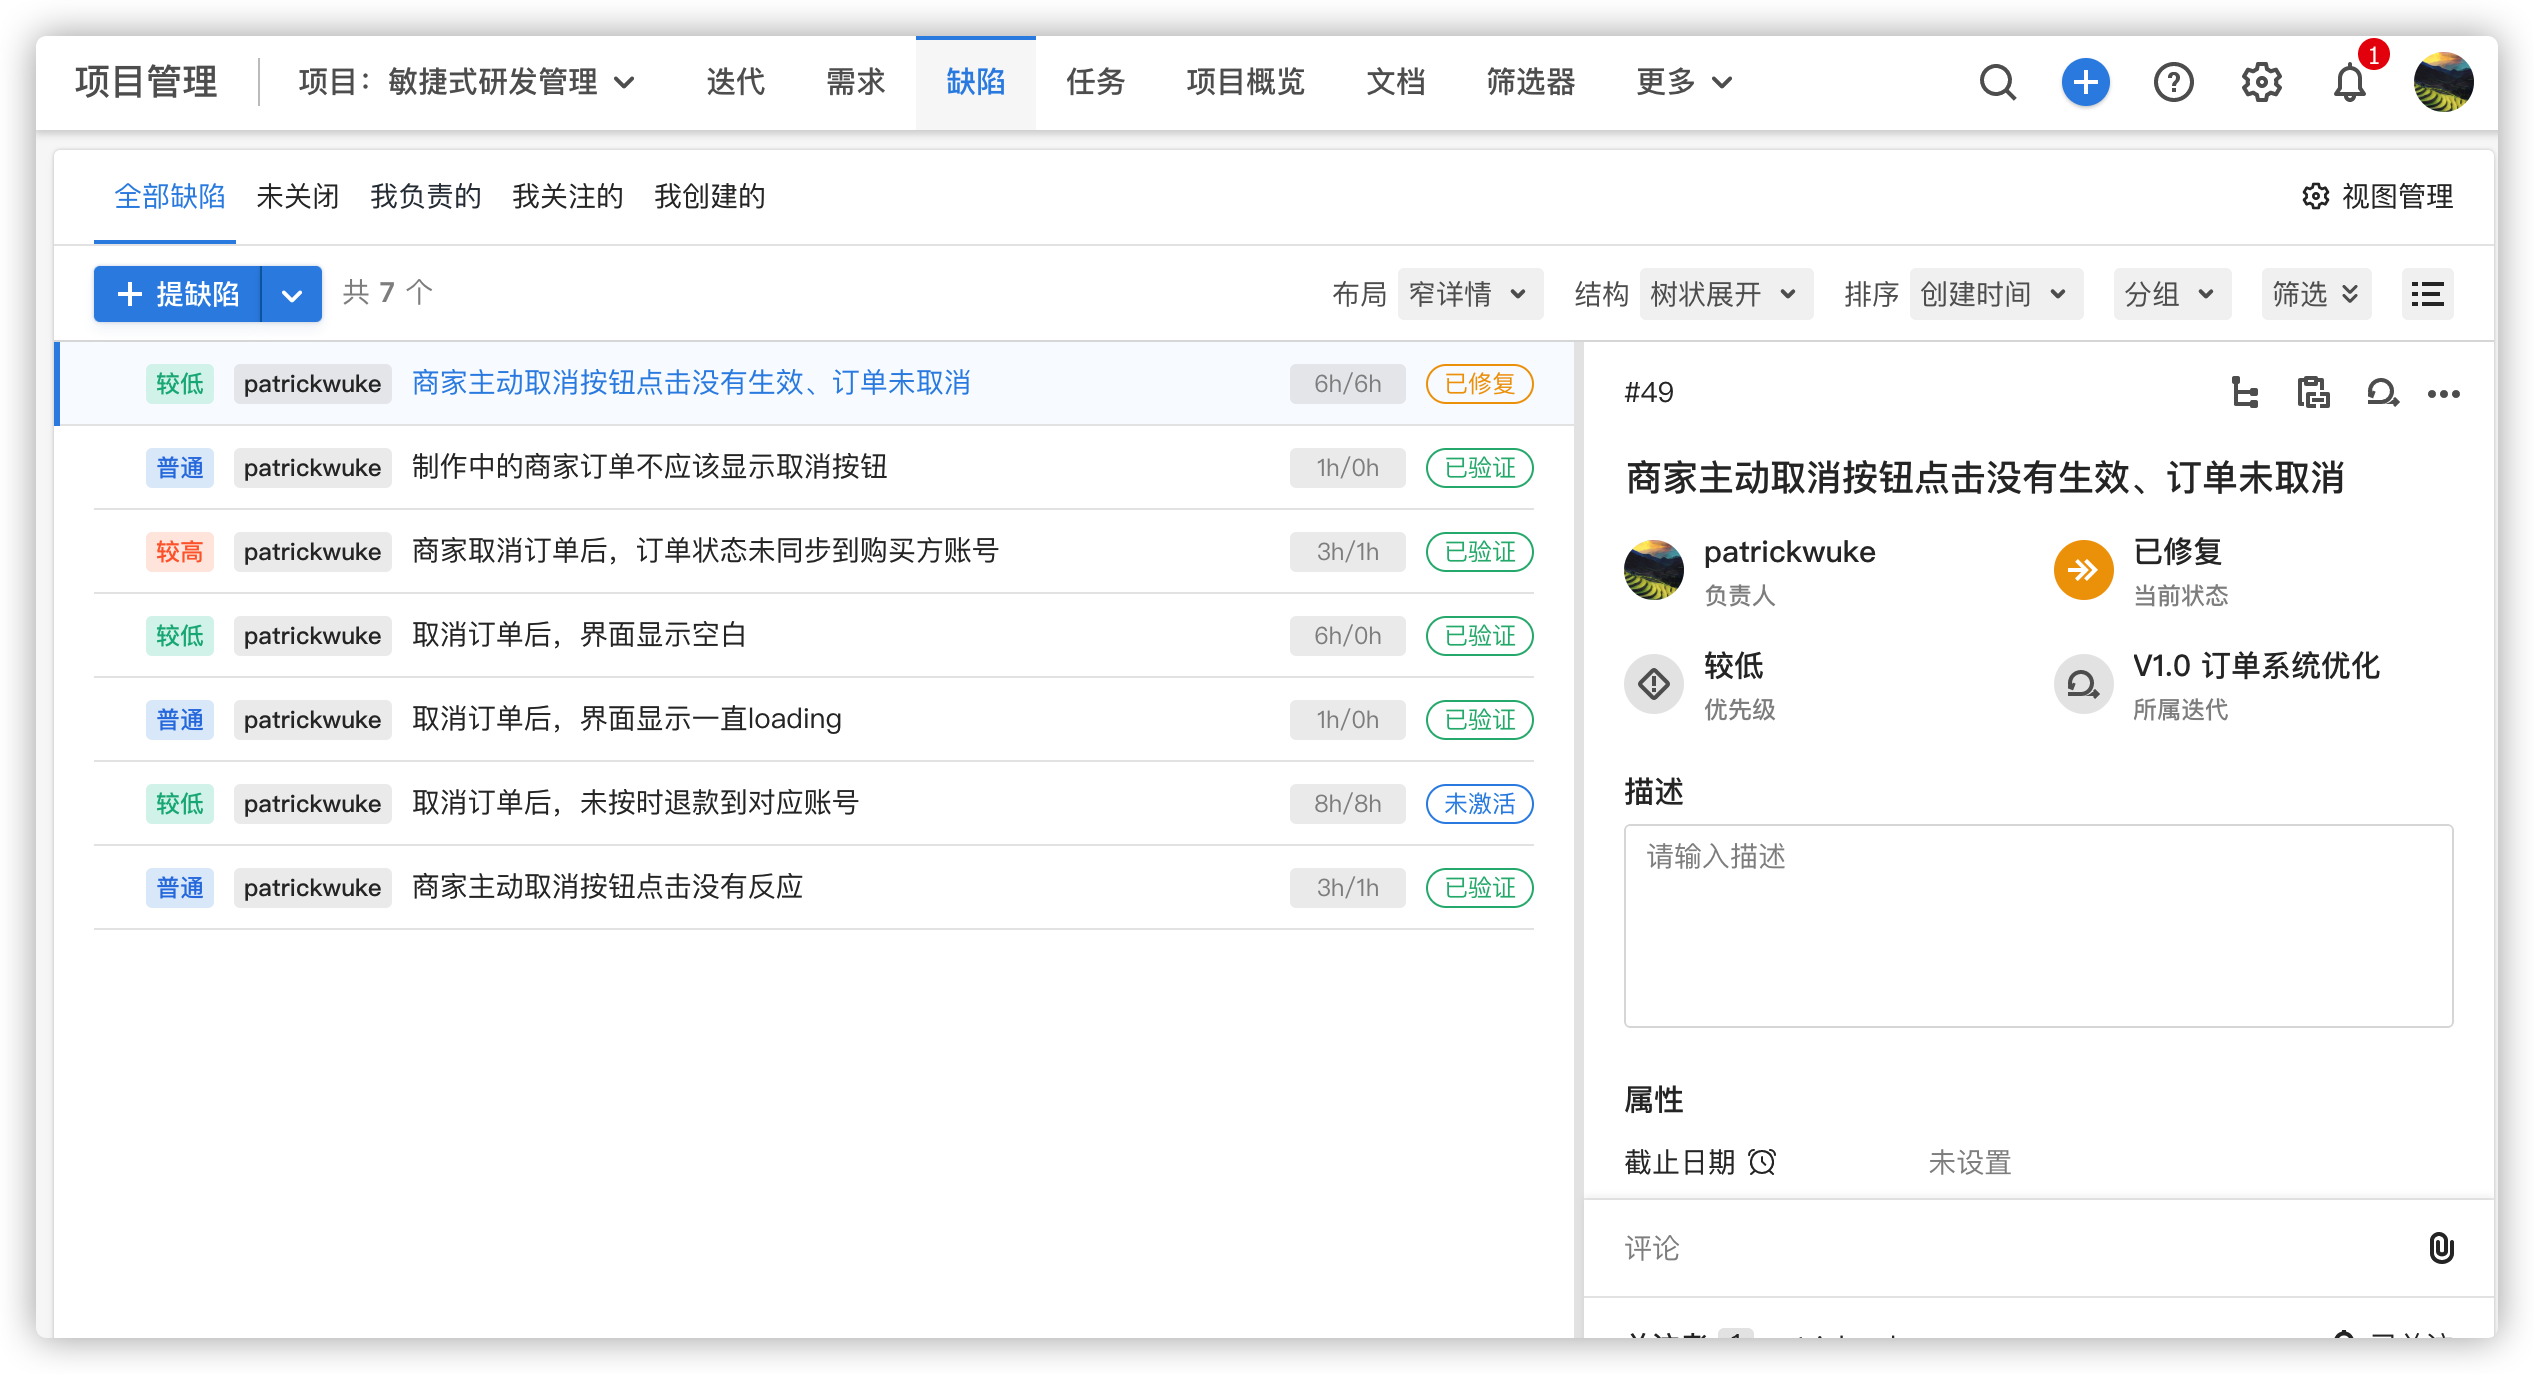 项目管理 项目：敏捷式研发管理 迭代 需求 缺陷 任务 项目概览 文档 筛选器 更多 1
全部缺陷 未关闭 我负责的 我关注的 我创建的 视图管理
提缺陷 共 7 个 布局 窄详情 结构 树状展开 排序 创建时间 分组 筛选
较低 patrickwuke 商家主动取消按钮点击没有生效、订单未取消 6h/6h 已修复
普通 patrickwuke 制作中的商家订单不应该显示取消按钮 1h/0h 已验证
较高 patrickwuke 商家取消订单后，订单状态未同步到购买方账号 3h/1h 已验证
较低 patrickwuke 取消订单后，界面显示空白 6h/0h 已验证
普通 patrickwuke 取消订单后，界面显示一直loading 1h/0h 已验证
较低 patrickwuke 取消订单后，未按时退款到对应账号 8h/8h 未激活
普通 patrickwuke 商家主动取消按钮点击没有反应 3h/1h 已验证
#49
商家主动取消按钮点击没有生效、订单未取消
patrickwuke 已修复
负责人 当前状态
较低 V1.0 订单系统优化
优先级 所属迭代
描述
请输入描述
属性
截止日期 未设置
评论